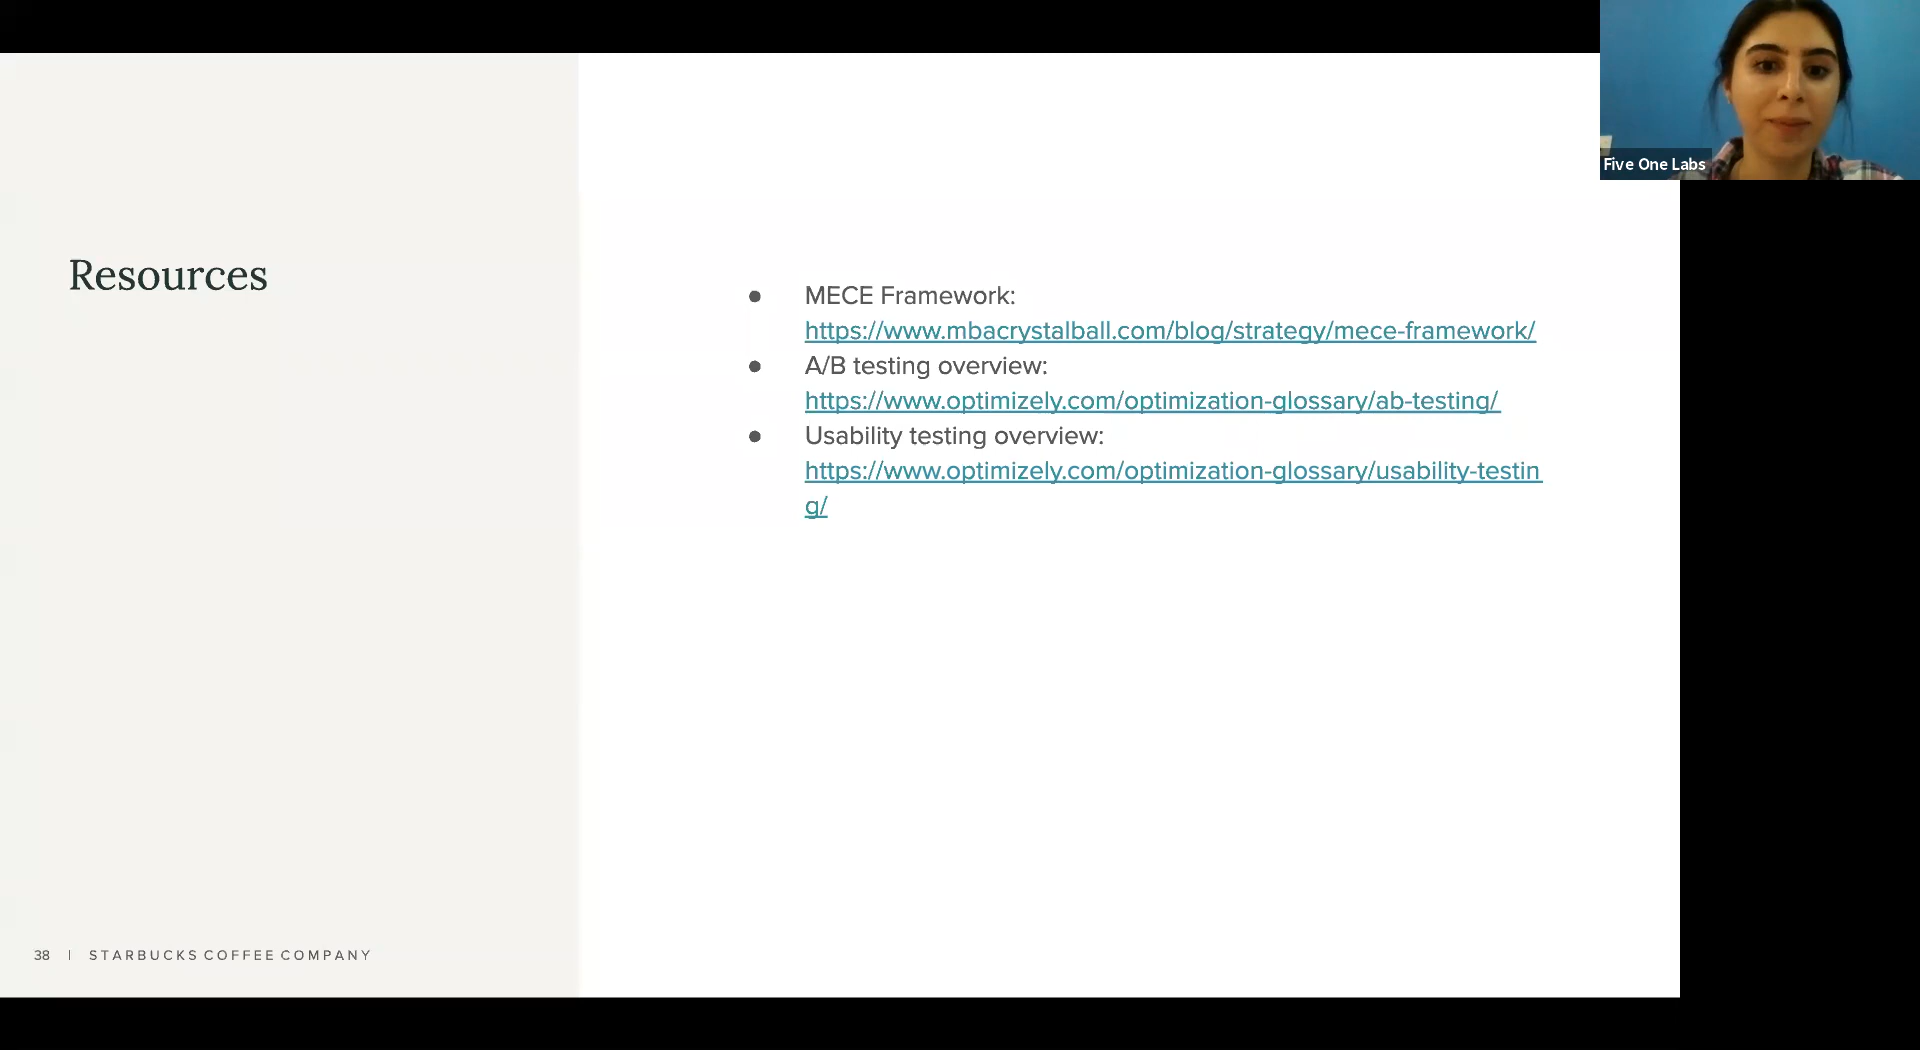 Five One Labs
Resources
● MECE Framework:
https://www.mbacrystalball.com/blog/strategy/mece-framework/
● A/B testing overview:
https://www.optimizely.com/optimization-glossary/ab-testing/
● Usability testing overview:
https://www.optimizely.com/optimization-glossary/usability-testin
g/
38 | STARBUCKS COFFEE COMPANY